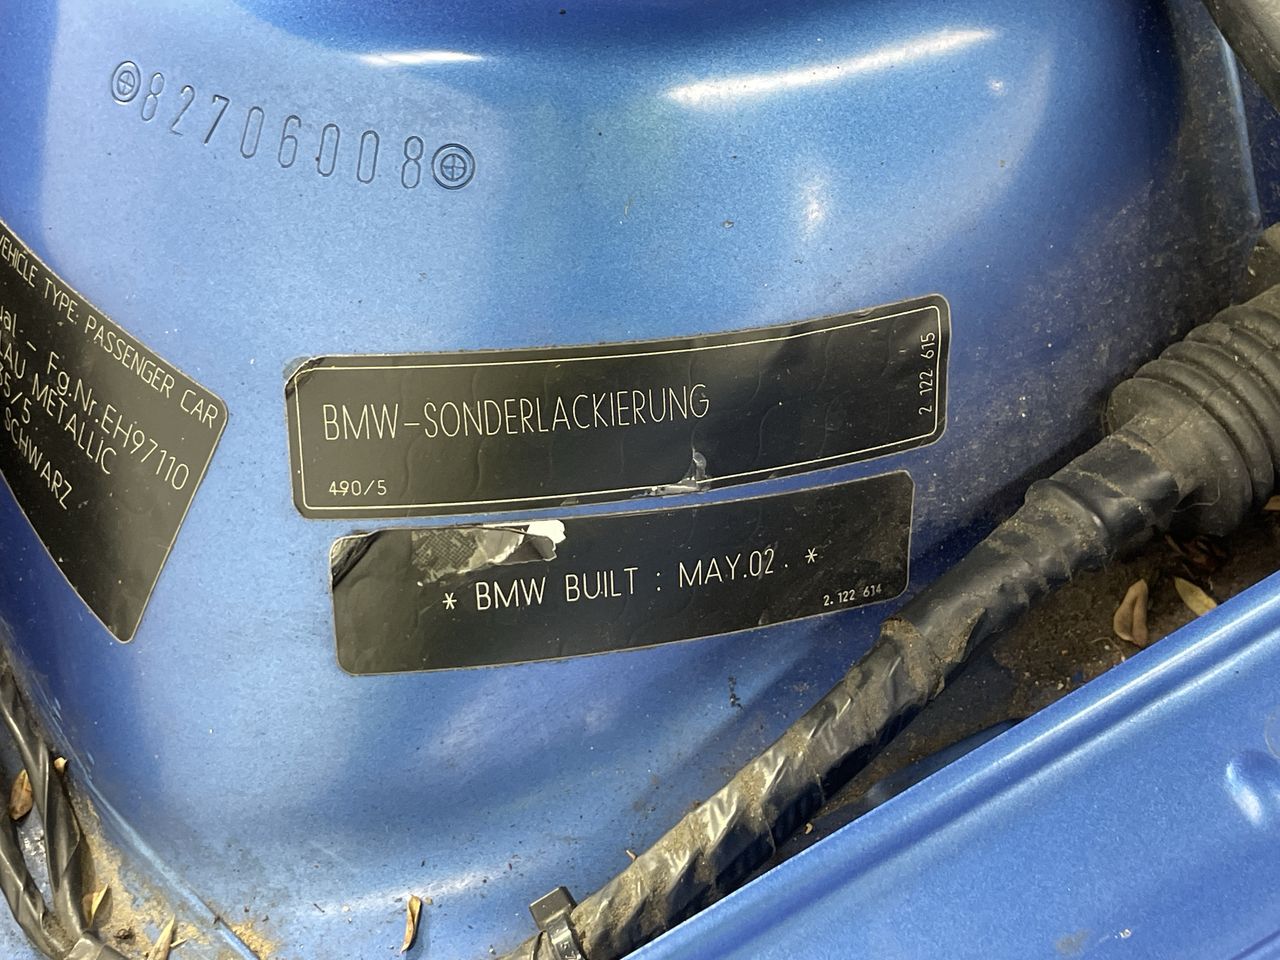 82706008
VEHICLE TYPE: PASSENGER CAR
Fg.Nr.EH97110
METALLIC
SCHWARZ
BMW-SONDERLACKIERUNG
490/5
2.122 615
* BMW BUILT : MAY.02. *
2.122 614